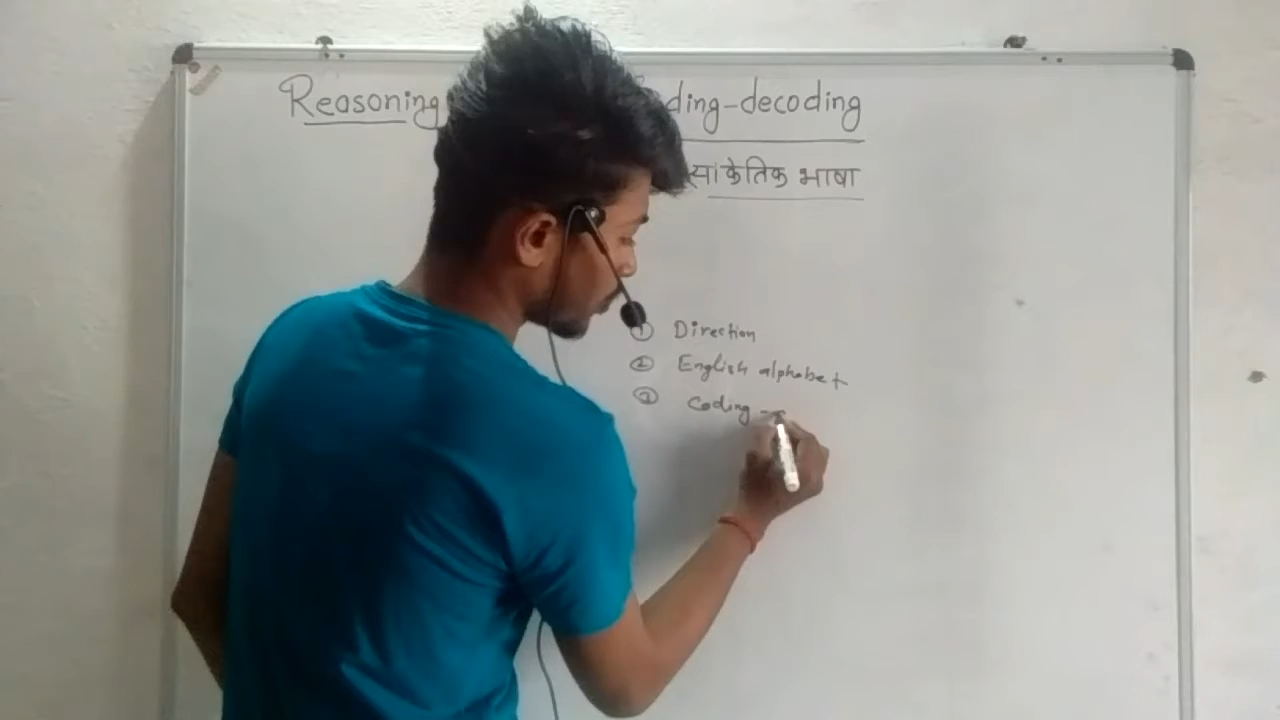 Reasoning ding-decoding
सांकेतिक भाषा
① Direction
② English alphabet
③ Coding -